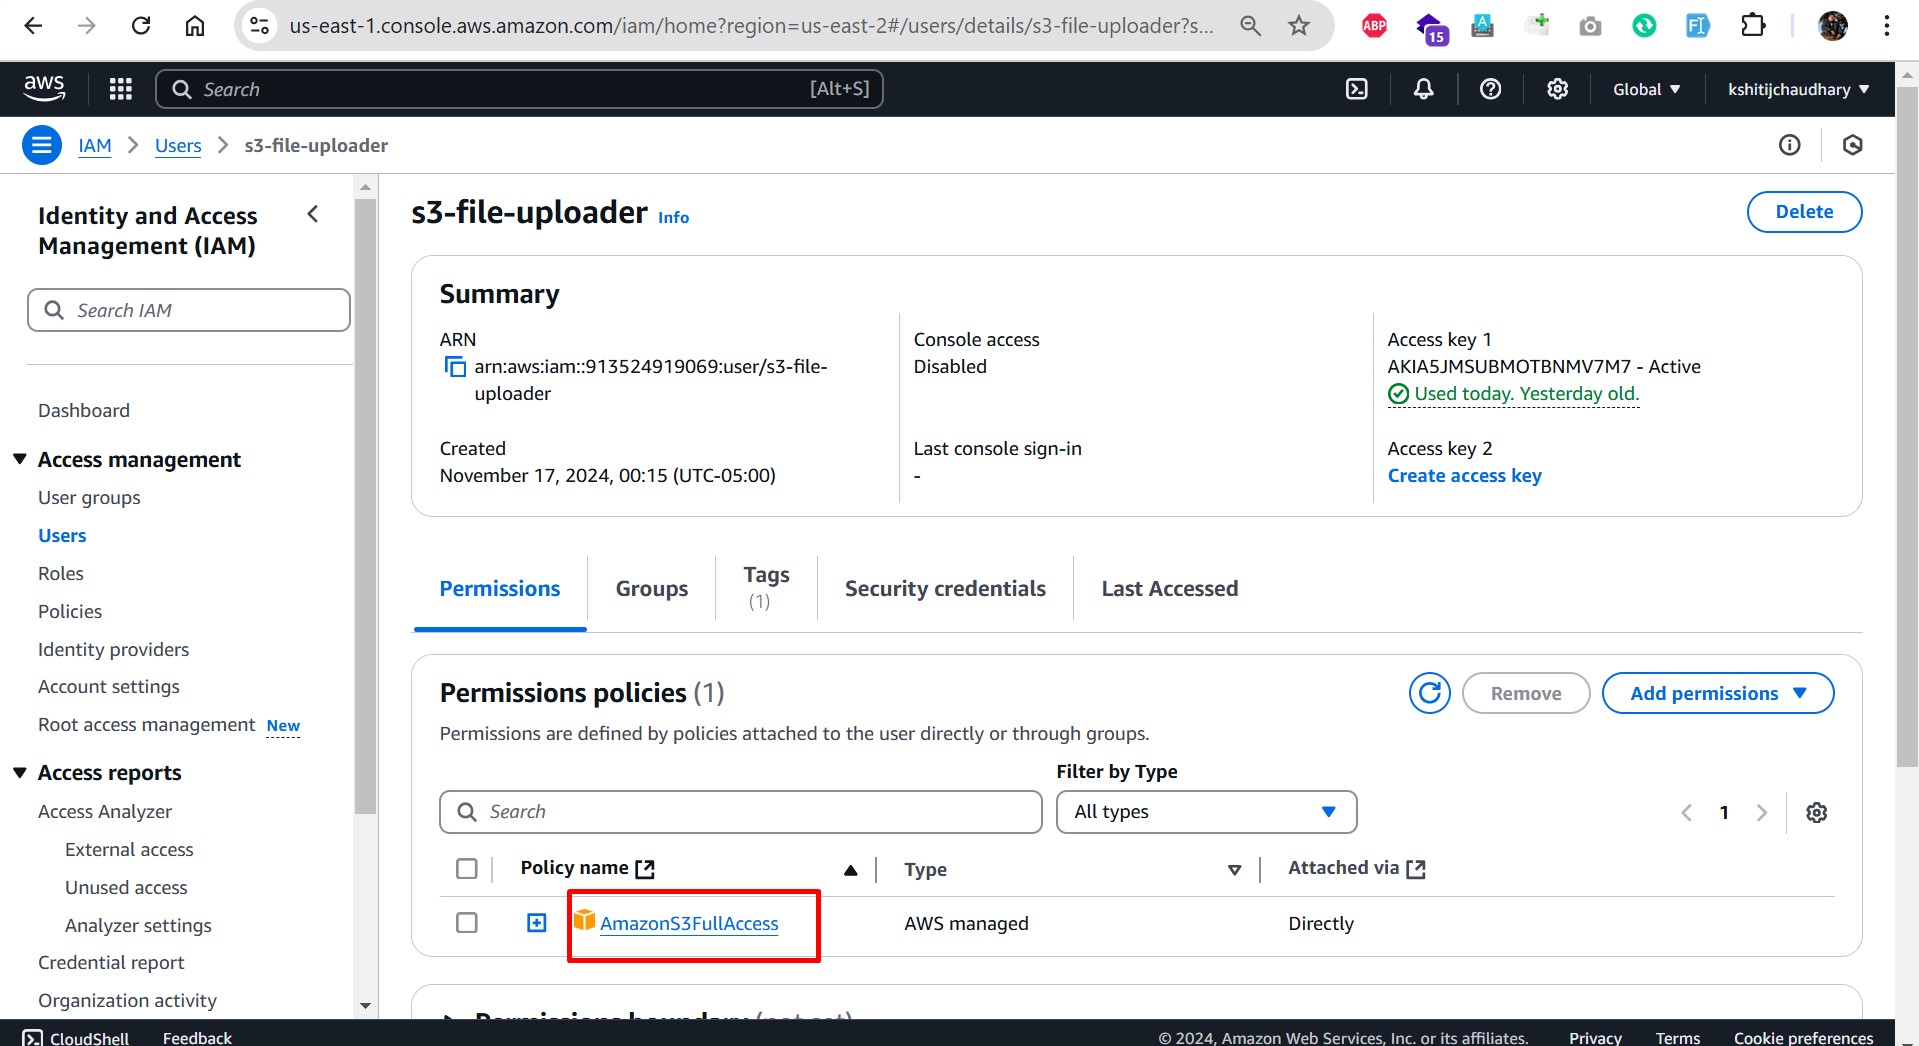 us-east-1.console.aws.amazon.com/iam/home?region=us-east-2#/users/details/s3-file-uploader?s...
ABP
15
A
FI
aws
Search
[Alt+S]
Global
kshitijchaudhary
IAM
Users
s3-file-uploader
Identity and Access
Management (IAM)
Search IAM
Dashboard
Access management
User groups
Users
Roles
Policies
Identity providers
Account settings
Root access management New
Access reports
Access Analyzer
External access
Unused access
Analyzer settings
Credential report
Organization activity
s3-file-uploader Info
Delete
Summary
ARN
arn:aws:iam::913524919069:user/s3-file-
uploader
Created
November 17, 2024, 00:15 (UTC-05:00)
Console access
Disabled
Last console sign-in
-
Access key 1
AKIA5JMSUBMOTBNMV7M7 - Active
Used today. Yesterday old.
Access key 2
Create access key
Permissions
Groups
Tags
(1)
Security credentials
Last Accessed
Permissions policies (1)
Remove
Add permissions
Permissions are defined by policies attached to the user directly or through groups.
Filter by Type
Search
All types
1
Policy name
Type
Attached via
AmazonS3FullAccess
AWS managed
Directly
Permissions boundary (not set)
CloudShell
Feedback
© 2024, Amazon Web Services, Inc. or its affiliates.
Privacy
Terms
Cookie preferences